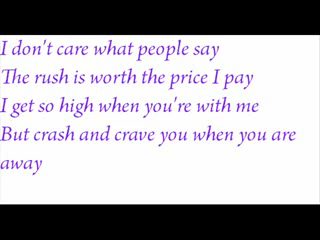 I don't care what people say
The rush is worth the price I pay
I get so high when you're with me
But crash and crave you when you are
away